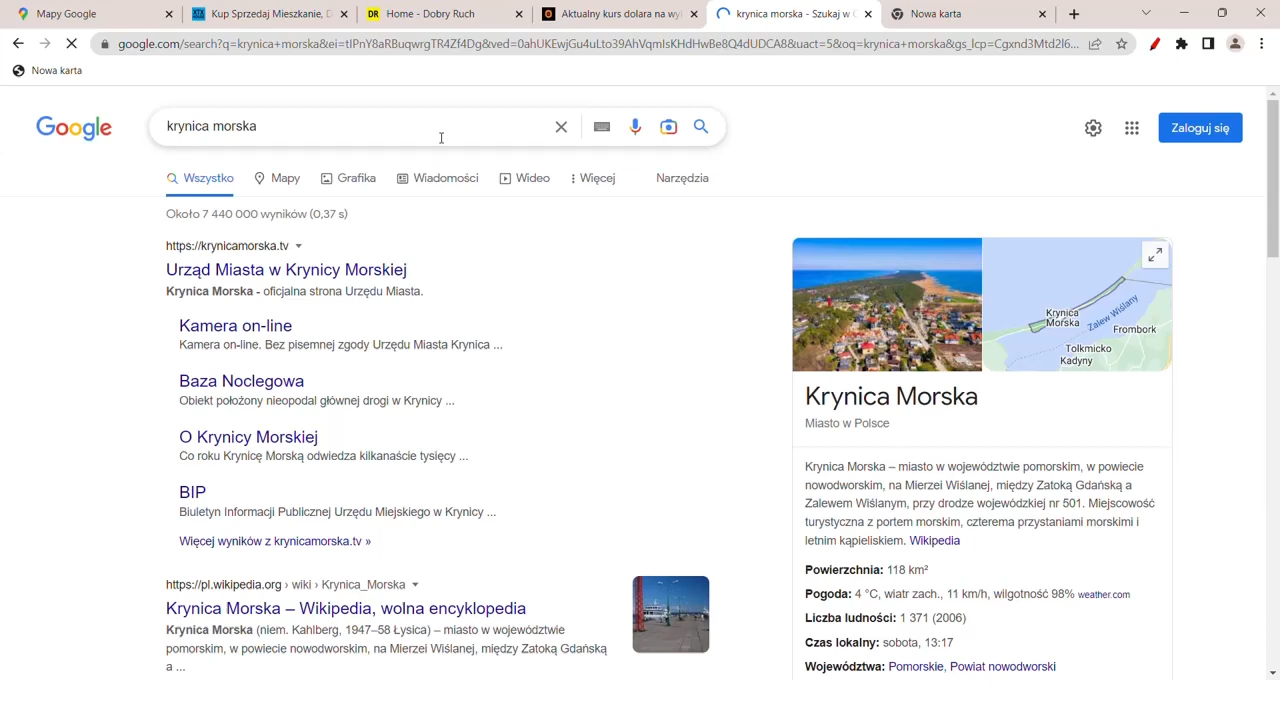 Mapy Google
Kup Sprzedaj Mieszkanie, D
Home - Dobry Ruch
Aktualny kurs dolara na wy
krynica morska - Szukaj w G
Nowa karta
google.com/search?q=krynica+morska&ei=tIPnY8aRBuqwrgTR4Zf4Dg&ved=0ahUKEwjGu4uLto39AhVqmIsKHdHwBe8Q4dUDCA8&uact=5&oq=krynica+morska&gs_lcp=Cgxnd3Mtd2l6...
Nowa karta
Google
krynica morska
Zaloguj się
Wszystko
Mapy
Grafika
Wiadomości
Wideo
Więcej
Narzędzia
Około 7 440 000 wyników (0,37 s)
https://krynicamorska.tv
Urząd Miasta w Krynicy Morskiej
Krynica Morska - oficjalna strona Urzędu Miasta.
Kamera on-line
Kamera on-line. Bez pisemnej zgody Urzędu Miasta Krynica ...
Baza Noclegowa
Obiekt położony nieopodal głównej drogi w Krynicy ...
O Krynicy Morskiej
Co roku Krynicę Morską odwiedza kilkanaście tysięcy ...
BIP
Biuletyn Informacji Publicznej Urzędu Miejskiego w Krynicy ...
Więcej wyników z krynicamorska.tv »
https://pl.wikipedia.org › wiki › Krynica_Morska
Krynica Morska – Wikipedia, wolna encyklopedia
Krynica Morska (niem. Kahlberg, 1947–58 Łysica) – miasto w województwie
pomorskim, w powiecie nowodworskim, na Mierzei Wiślanej, między Zatoką Gdańską
a ...
Krynica
Morska
Zalew Wiślany
Frombork
Tolkmicko
Kadyny
Krynica Morska
Miasto w Polsce
Krynica Morska – miasto w województwie pomorskim, w powiecie
nowodworskim, na Mierzei Wiślanej, między Zatoką Gdańską a
Zalewem Wiślanym, przy drodze wojewódzkiej nr 501. Miejscowość
turystyczna z portem morskim, czterema przystaniami morskimi i
letnim kąpieliskiem. Wikipedia
Powierzchnia: 118 km²
Pogoda: 4 °C, wiatr zach., 11 km/h, wilgotność 98% weather.com
Liczba ludności: 1 371 (2006)
Czas lokalny: sobota, 13:17
Województwa: Pomorskie, Powiat nowodworski